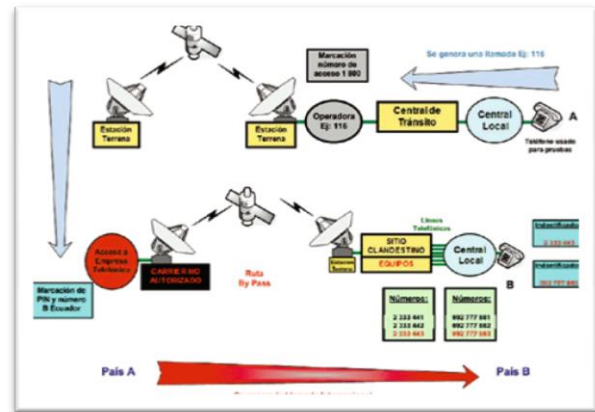 Marcación
número de
acceso 1 800
Se genera una llamada Ej: 116
Estación
Terrena
Estación
Terrena
Operadora
Ej: 116
Central de
Tránsito
Central
Local
A
Teléfono usado
para pruebas
Líneas
Telefónicas
Acceso a
Empresa
Telefónica
CARRIER NO
AUTORIZADO
Ruta
By Pass
Estación
Terrena
SITIO
CLANDESTINO
EQUIPOS
Central
Local
B
2 333 443
Marcación de
PIN y número
B Ecuador
Números:
2 333 441
2 333 442
2 333 443
Números:
092 777 881
092 777 882
092 777 883
País A
País B